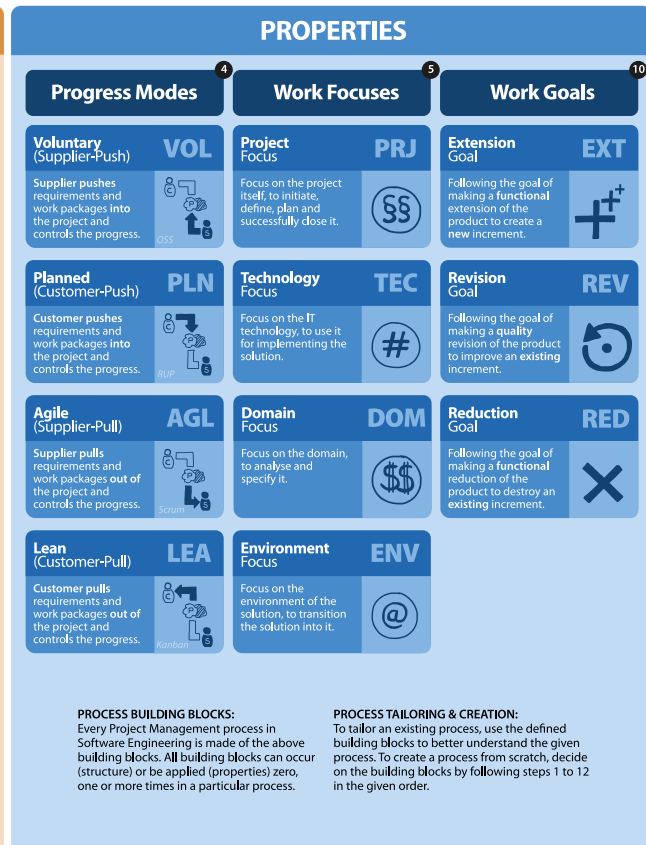 PROPERTIES
4
Progress Modes
5
Work Focuses
10
Work Goals
Voluntary
(Supplier-Push)
VOL
Supplier pushes
requirements and
work packages into
the project and
controls the progress.
C
P
S
OSS
Project
Focus
PRJ
Focus on the project
itself, to initiate,
define, plan and
successfully close it.
§§
Extension
Goal
EXT
Following the goal of
making a functional
extension of the
product to create a
new increment.
Planned
(Customer-Push)
PLN
Customer pushes
requirements and
work packages into
the project and
controls the progress.
C
P
S
RUP
Technology
Focus
TEC
Focus on the IT
technology, to use it
for implementing the
solution.
#
Revision
Goal
REV
Following the goal of
making a quality
revision of the product
to improve an existing
increment.
Agile
(Supplier-Pull)
AGL
Supplier pulls
requirements and
work packages out of
the project and
controls the progress.
C
P
S
Scrum
Domain
Focus
DOM
Focus on the domain,
to analyse and
specify it.
$$
Reduction
Goal
RED
Following the goal of
making a functional
reduction of the
product to destroy an
existing increment.
Lean
(Customer-Pull)
LEA
Customer pulls
requirements and
work packages out of
the project and
controls the progress.
C
P
S
Kanban
Environment
Focus
ENV
Focus on the
environment of the
solution, to transition
the solution into it.
@
PROCESS BUILDING BLOCKS:
Every Project Management process in
Software Engineering is made of the above
building blocks. All building blocks can occur
(structure) or be applied (properties) zero,
one or more times in a particular process.
PROCESS TAILORING & CREATION:
To tailor an existing process, use the defined
building blocks to better understand the given
process. To create a process from scratch, decide
on the building blocks by following steps 1 to 12
in the given order.